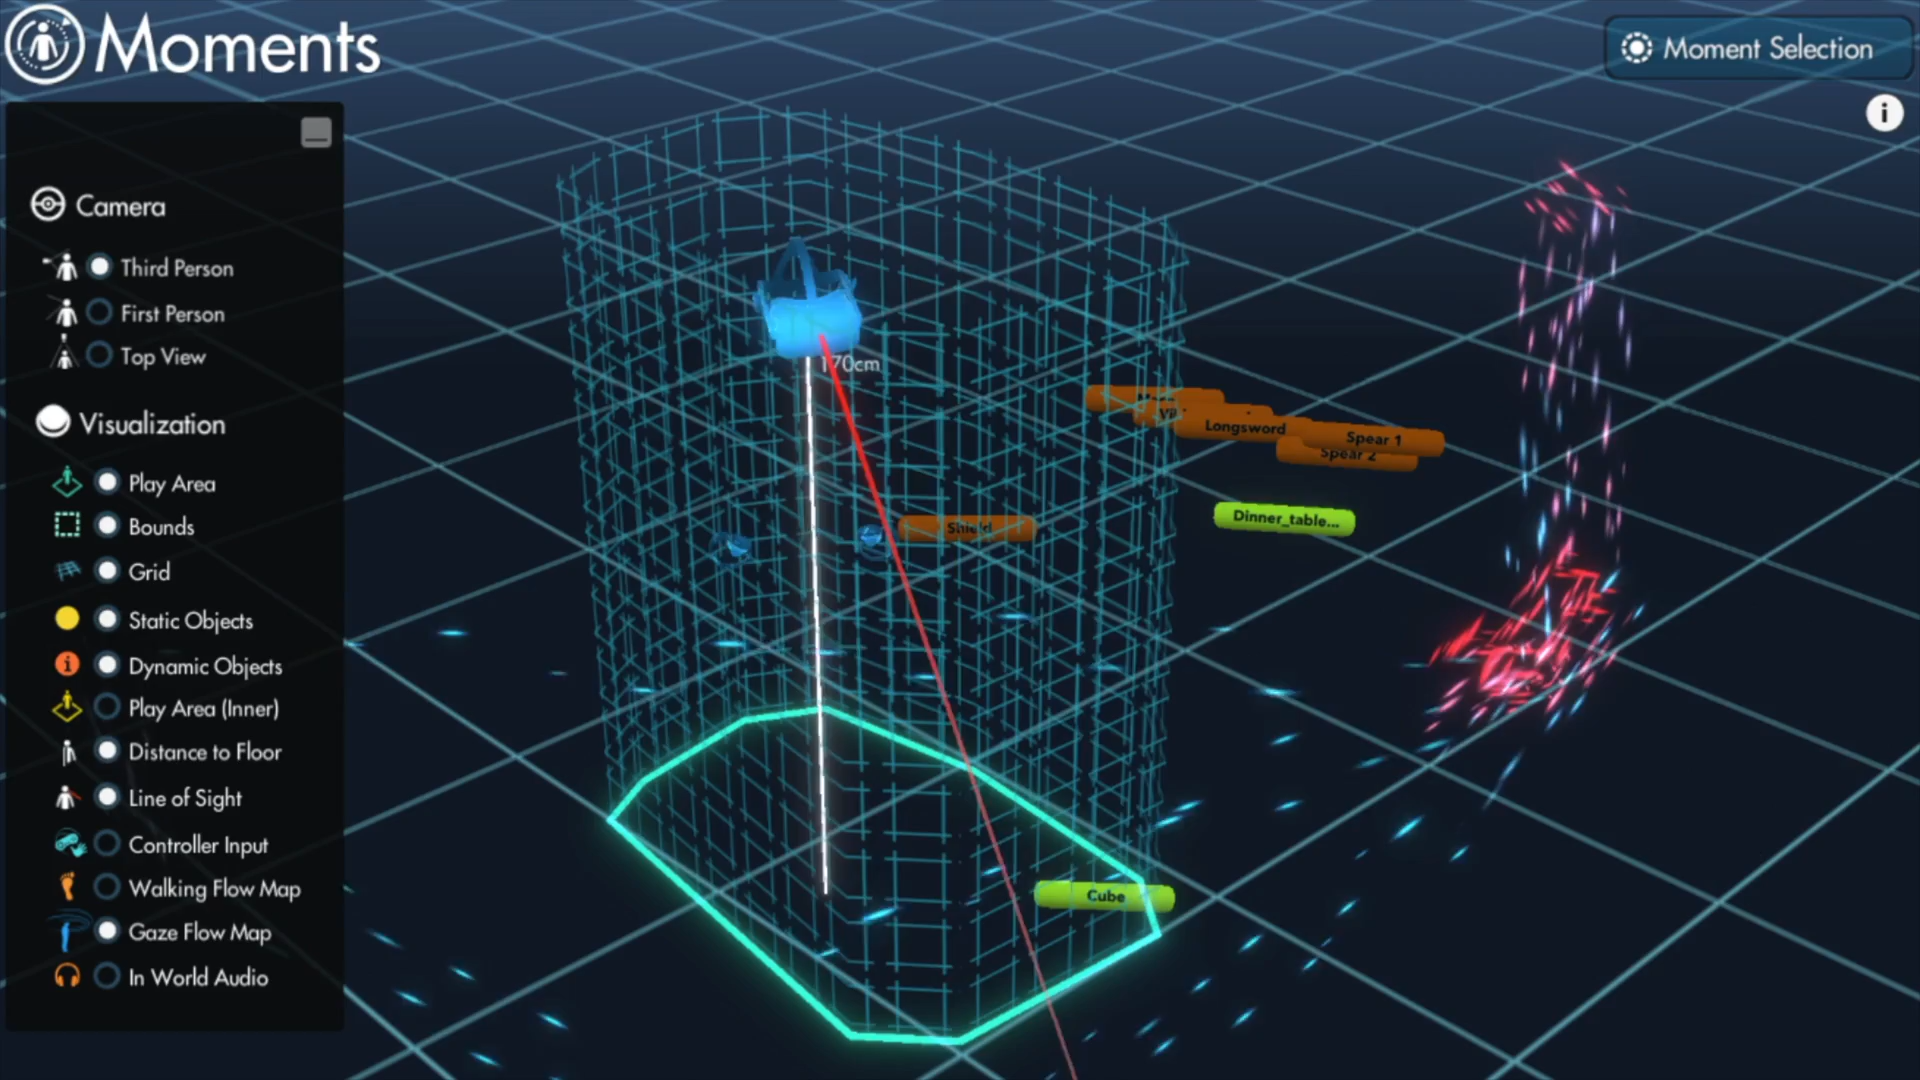 Moments
Moment Selection
i
Camera
Third Person
First Person
Top View
Visualization
Play Area
Bounds
Grid
Static Objects
Dynamic Objects
Play Area (Inner)
Distance to Floor
Line of Sight
Controller Input
Walking Flow Map
Gaze Flow Map
In World Audio
170cm
Longsword
Spear 1
Spear 2
Dinner_table...
Shield
Cube